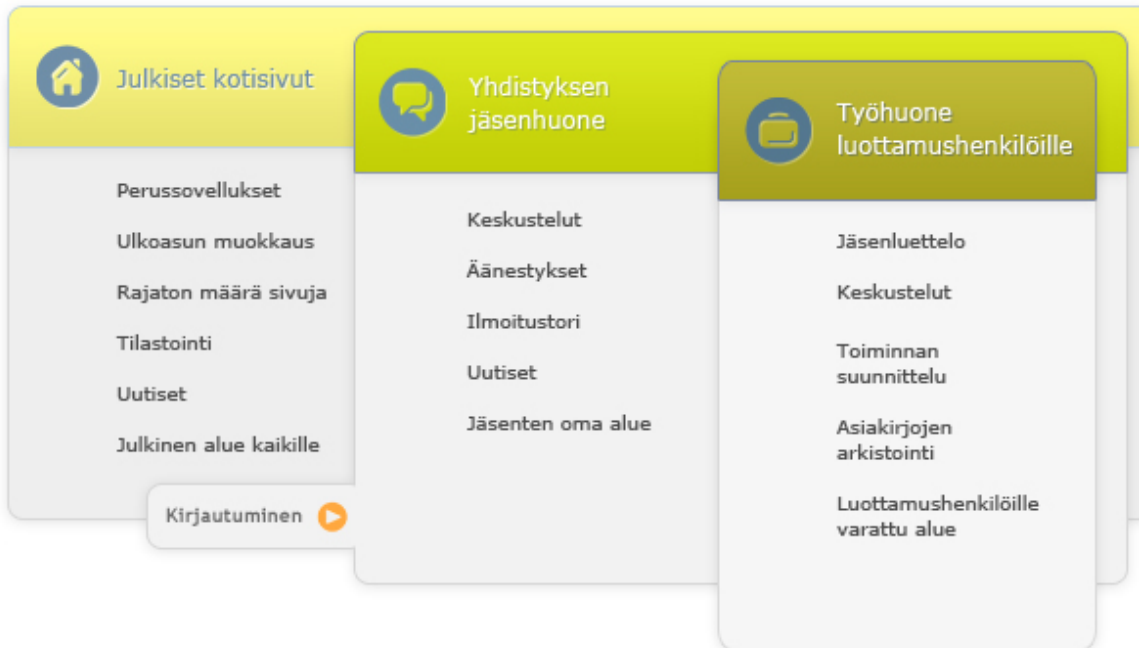 Julkiset kotisivut
Perussovellukset
Ulkoasun muokkaus
Rajaton määrä sivuja
Tilastointi
Uutiset
Julkinen alue kaikille
Kirjautuminen
Yhdistyksen
jäsenhuone
Keskustelut
Äänestykset
Ilmoitustori
Uutiset
Jäsenten oma alue
Työhuone
luottamushenkilöille
Jäsenluettelo
Keskustelut
Toiminnan
suunnittelu
Asiakirjojen
arkistointi
Luottamushenkilöille
varattu alue